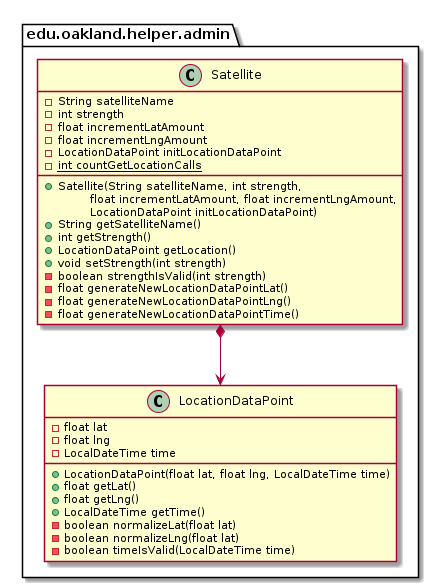 edu.oakland.helper.admin
C Satellite
String satelliteName
int strength
float incrementLatAmount
float incrementLngAmount
LocationDataPoint initLocationDataPoint
int countGetLocationCalls
Satellite(String satelliteName, int strength,
float incrementLatAmount, float incrementLngAmount,
LocationDataPoint initLocationDataPoint)
String getSatelliteName()
int getStrength()
LocationDataPoint getLocation()
void setStrength(int strength)
boolean strengthIsValid(int strength)
float generateNewLocationDataPointLat()
float generateNewLocationDataPointLng()
float generateNewLocationDataPointTime()
C LocationDataPoint
float lat
float lng
LocalDateTime time
LocationDataPoint(float lat, float lng, LocalDateTime time)
float getLat()
float getLng()
LocalDateTime getTime()
boolean normalizeLat(float lat)
boolean normalizeLng(float lng)
boolean timeIsValid(LocalDateTime time)